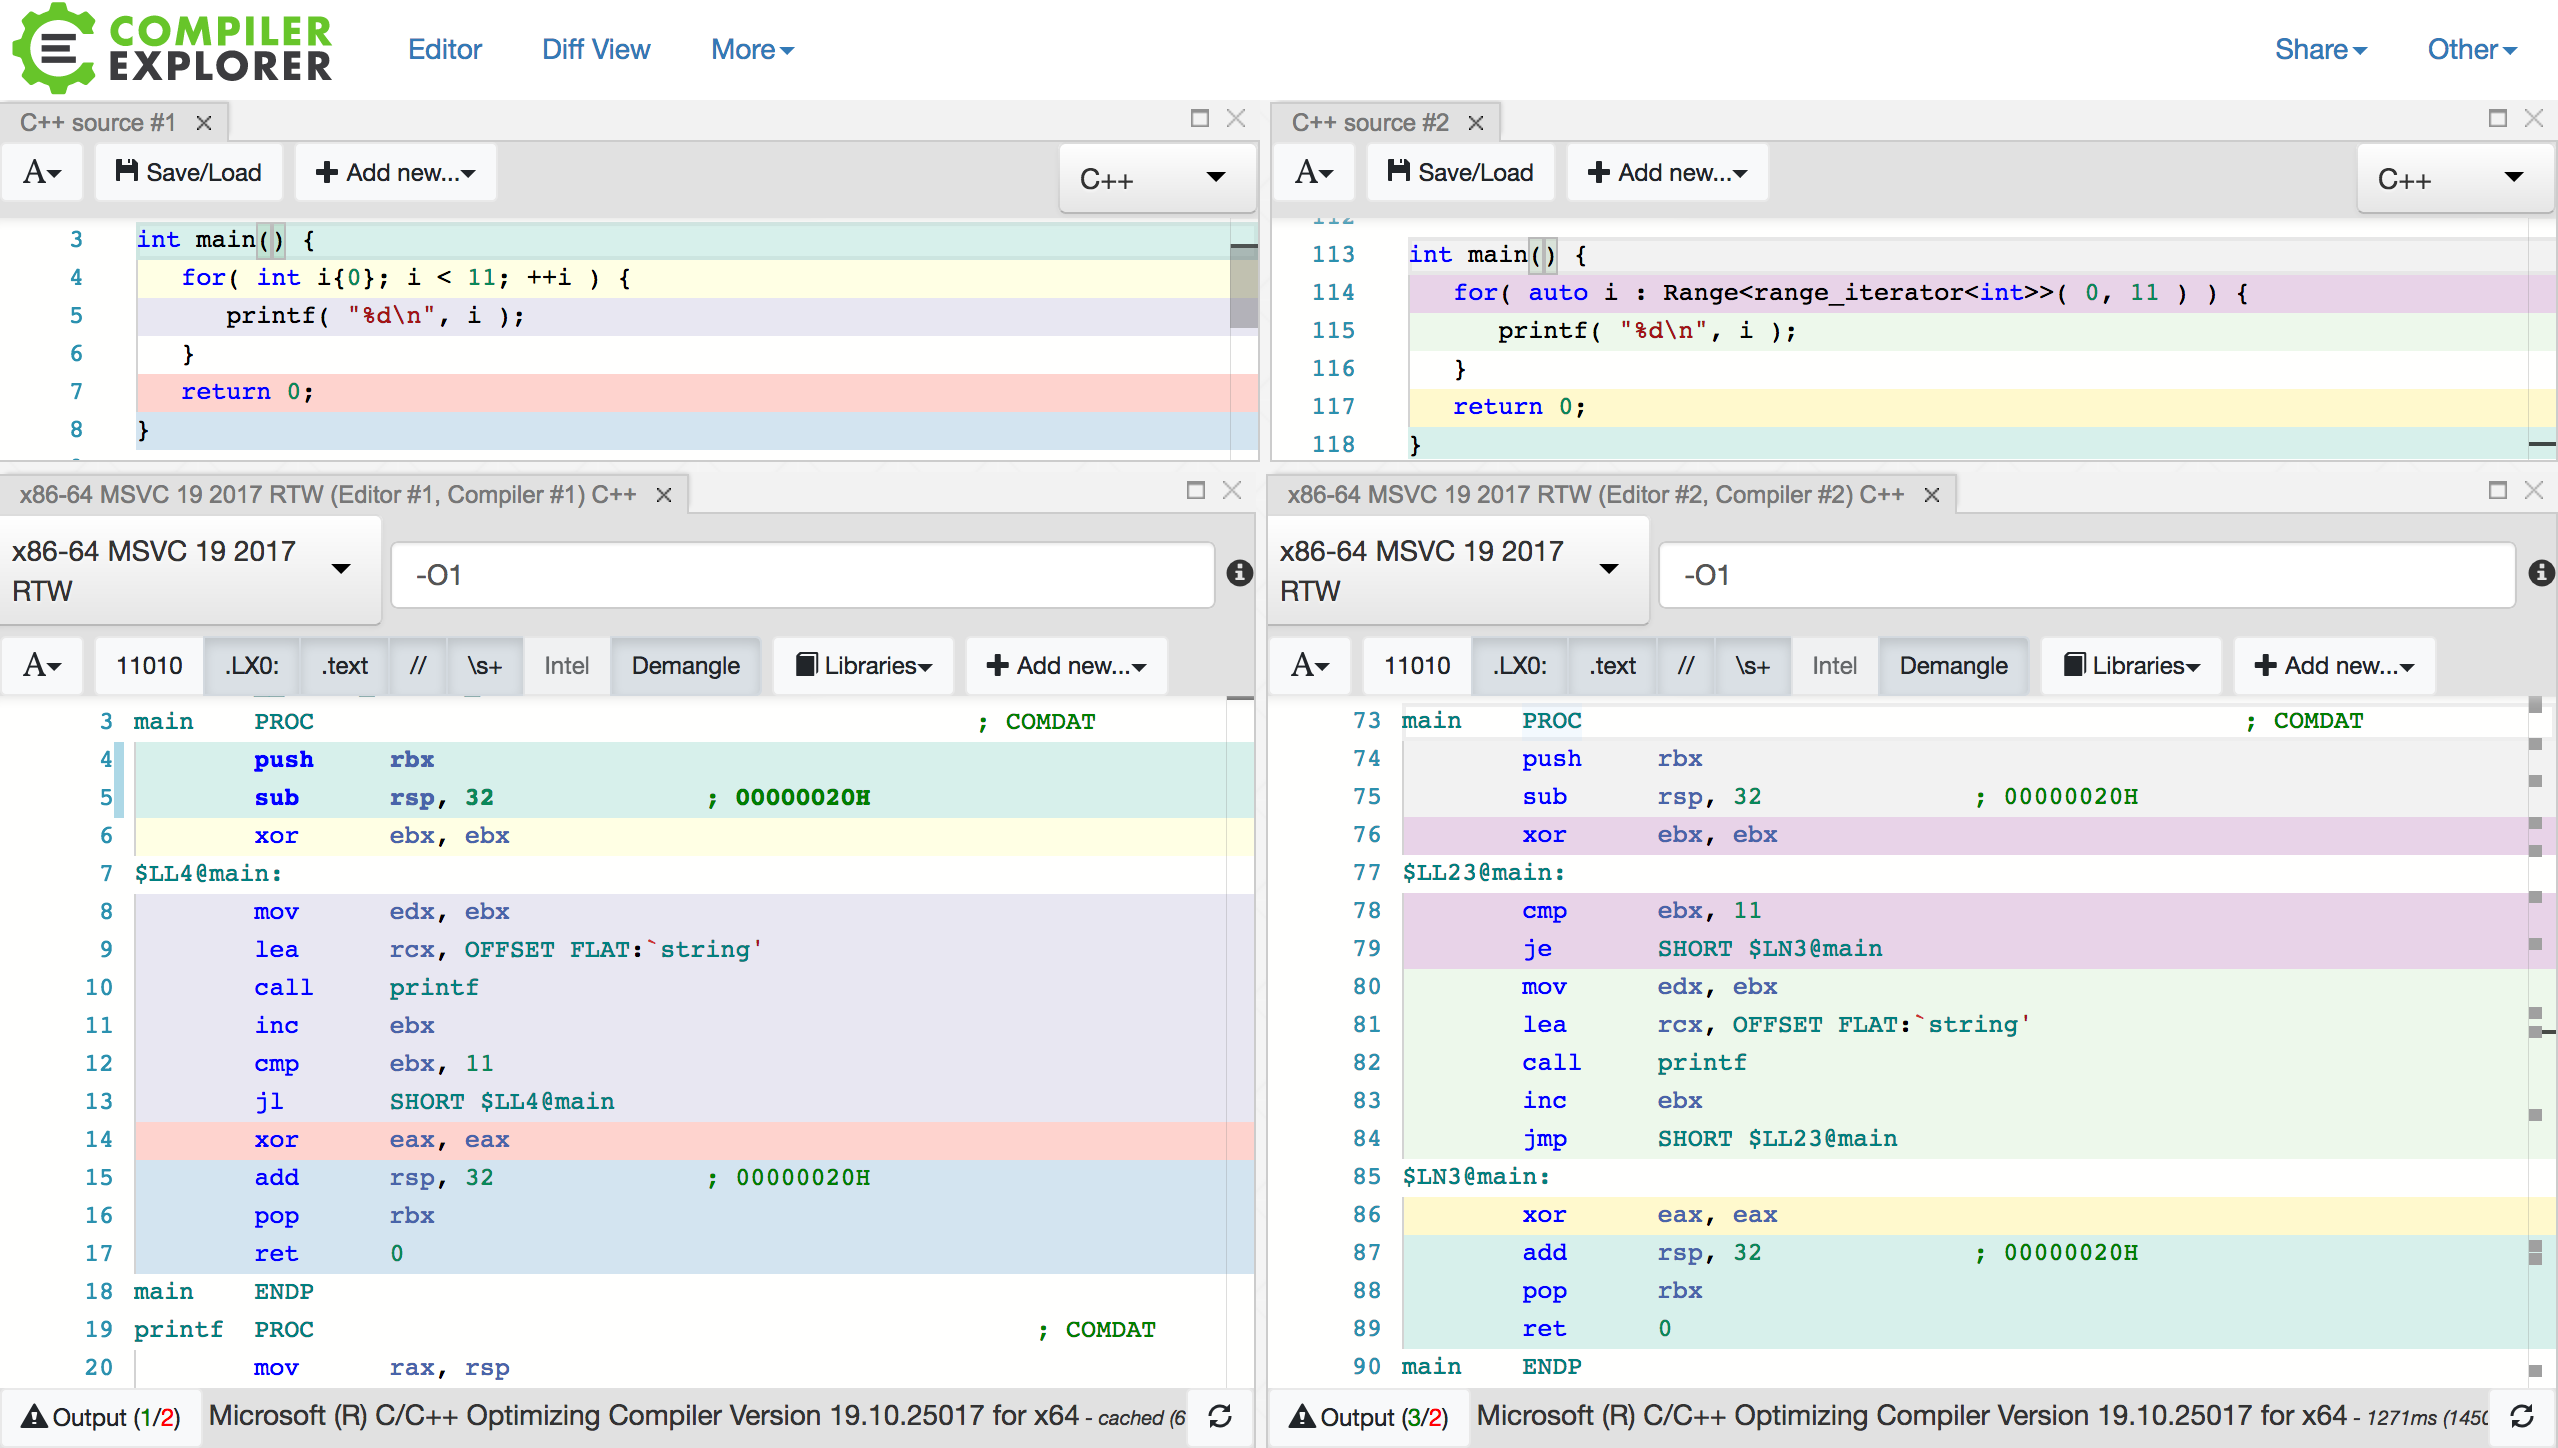 COMPILER
EXPLORER
Editor Diff View More Share Other
C++ source #1
A Save/Load Add new... C++
3 int main() {
4 for( int i{0}; i < 11; ++i ) {
5 printf( "%d\n", i );
6 }
7 return 0;
8 }
C++ source #2
A Save/Load Add new... C++
112
113 int main() {
114 for( auto i : Range<range_iterator<int>>( 0, 11 ) ) {
115 printf( "%d\n", i );
116 }
117 return 0;
118 }
x86-64 MSVC 19 2017 RTW (Editor #1, Compiler #1) C++
x86-64 MSVC 19 2017
RTW
-O1
A 11010 .LX0: .text // \s+ Intel Demangle Libraries Add new...
3 main PROC ; COMDAT
4 push rbx
5 sub rsp, 32 ; 00000020H
6 xor ebx, ebx
7 $LL4@main:
8 mov edx, ebx
9 lea rcx, OFFSET FLAT:`string'
10 call printf
11 inc ebx
12 cmp ebx, 11
13 jl SHORT $LL4@main
14 xor eax, eax
15 add rsp, 32 ; 00000020H
16 pop rbx
17 ret 0
18 main ENDP
19 printf PROC ; COMDAT
20 mov rax, rsp
Output (1/2) Microsoft (R) C/C++ Optimizing Compiler Version 19.10.25017 for x64 - cached (6
x86-64 MSVC 19 2017 RTW (Editor #2, Compiler #2) C++
x86-64 MSVC 19 2017
RTW
-O1
A 11010 .LX0: .text // \s+ Intel Demangle Libraries Add new...
73 main PROC ; COMDAT
74 push rbx
75 sub rsp, 32 ; 00000020H
76 xor ebx, ebx
77 $LL23@main:
78 cmp ebx, 11
79 je SHORT $LN3@main
80 mov edx, ebx
81 lea rcx, OFFSET FLAT:`string'
82 call printf
83 inc ebx
84 jmp SHORT $LL23@main
85 $LN3@main:
86 xor eax, eax
87 add rsp, 32 ; 00000020H
88 pop rbx
89 ret 0
90 main ENDP
Output (3/2) Microsoft (R) C/C++ Optimizing Compiler Version 19.10.25017 for x64 - 1271ms (1450